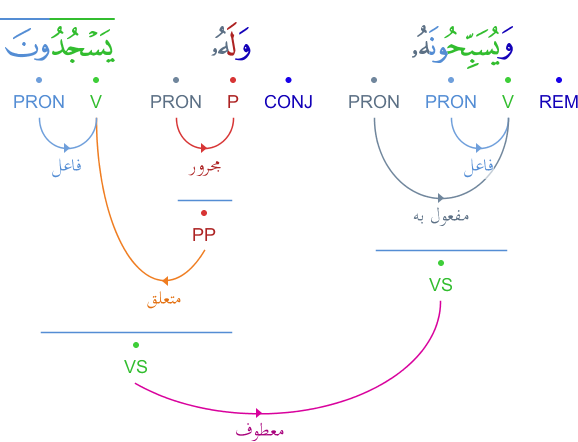 وَيُسَبِّحُونَهُۥ وَلَهُۥ يَسْجُدُونَ
REM V PRON PRON CONJ P PRON V PRON
فاعل مجرور فاعل
مفعول به
PP
VS
متعلق
VS
معطوف